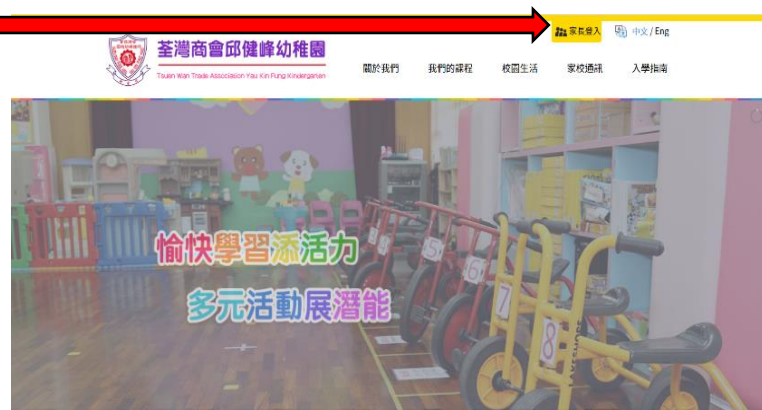 家長登入 中文 / Eng
荃灣商會邱健峰幼稚園
Tsuen Wan Trade Association Yau Kin Fung Kindergarten
關於我們 我們的課程 校園生活 家校通訊 入學指南
愉快學習添活力
多元活動展潛能
5
6
7
8